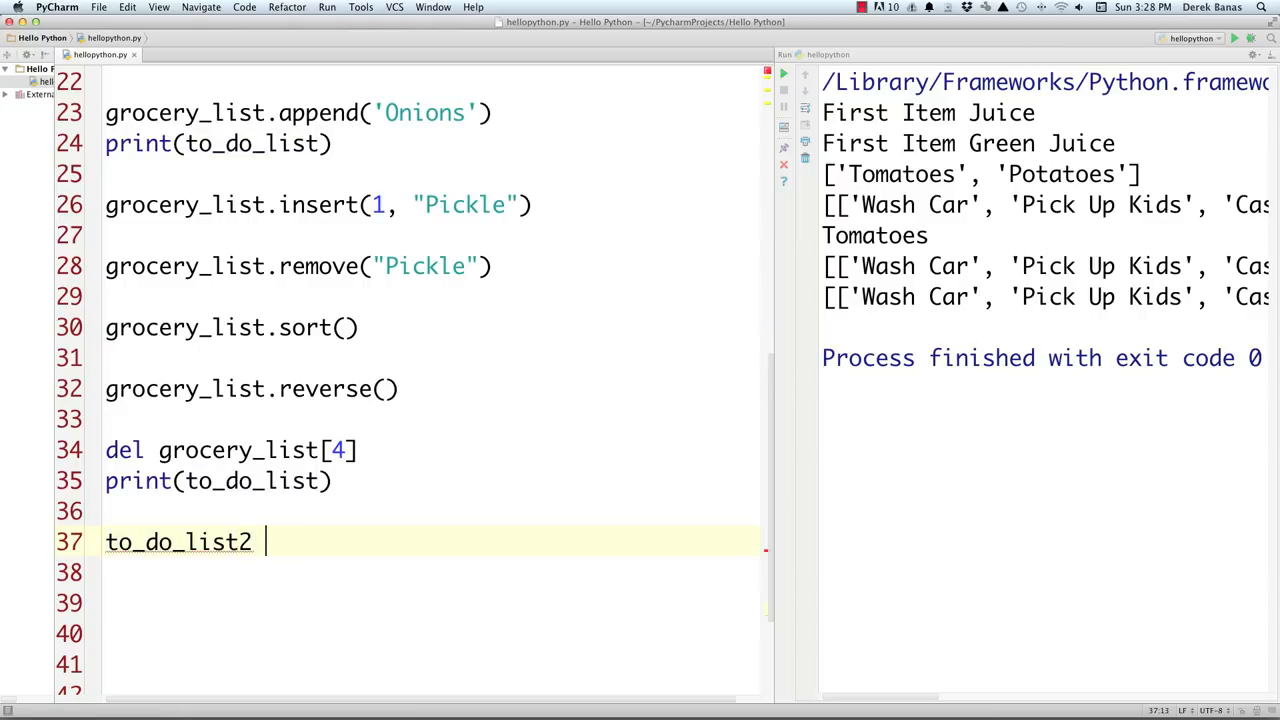 PyCharm File Edit View Navigate Code Refactor Run Tools VCS Window Help 10 Sun 3:28 PM Derek Banas
hellopython.py – Hello Python – [~/PycharmProjects/Hello Python]
Hello Python hellopython.py hellopython
hellopython.py Run hellopython
Hello P
hell
Externa
22
23 grocery_list.append('Onions')
24 print(to_do_list)
25
26 grocery_list.insert(1, "Pickle")
27
28 grocery_list.remove("Pickle")
29
30 grocery_list.sort()
31
32 grocery_list.reverse()
33
34 del grocery_list[4]
35 print(to_do_list)
36
37 to_do_list2
38
39
40
41
42
/Library/Frameworks/Python.framewo
First Item Juice
First Item Green Juice
['Tomatoes', 'Potatoes']
[['Wash Car', 'Pick Up Kids', 'Cas
Tomatoes
[['Wash Car', 'Pick Up Kids', 'Cas
[['Wash Car', 'Pick Up Kids', 'Cas
Process finished with exit code 0
37:13 LF UTF-8